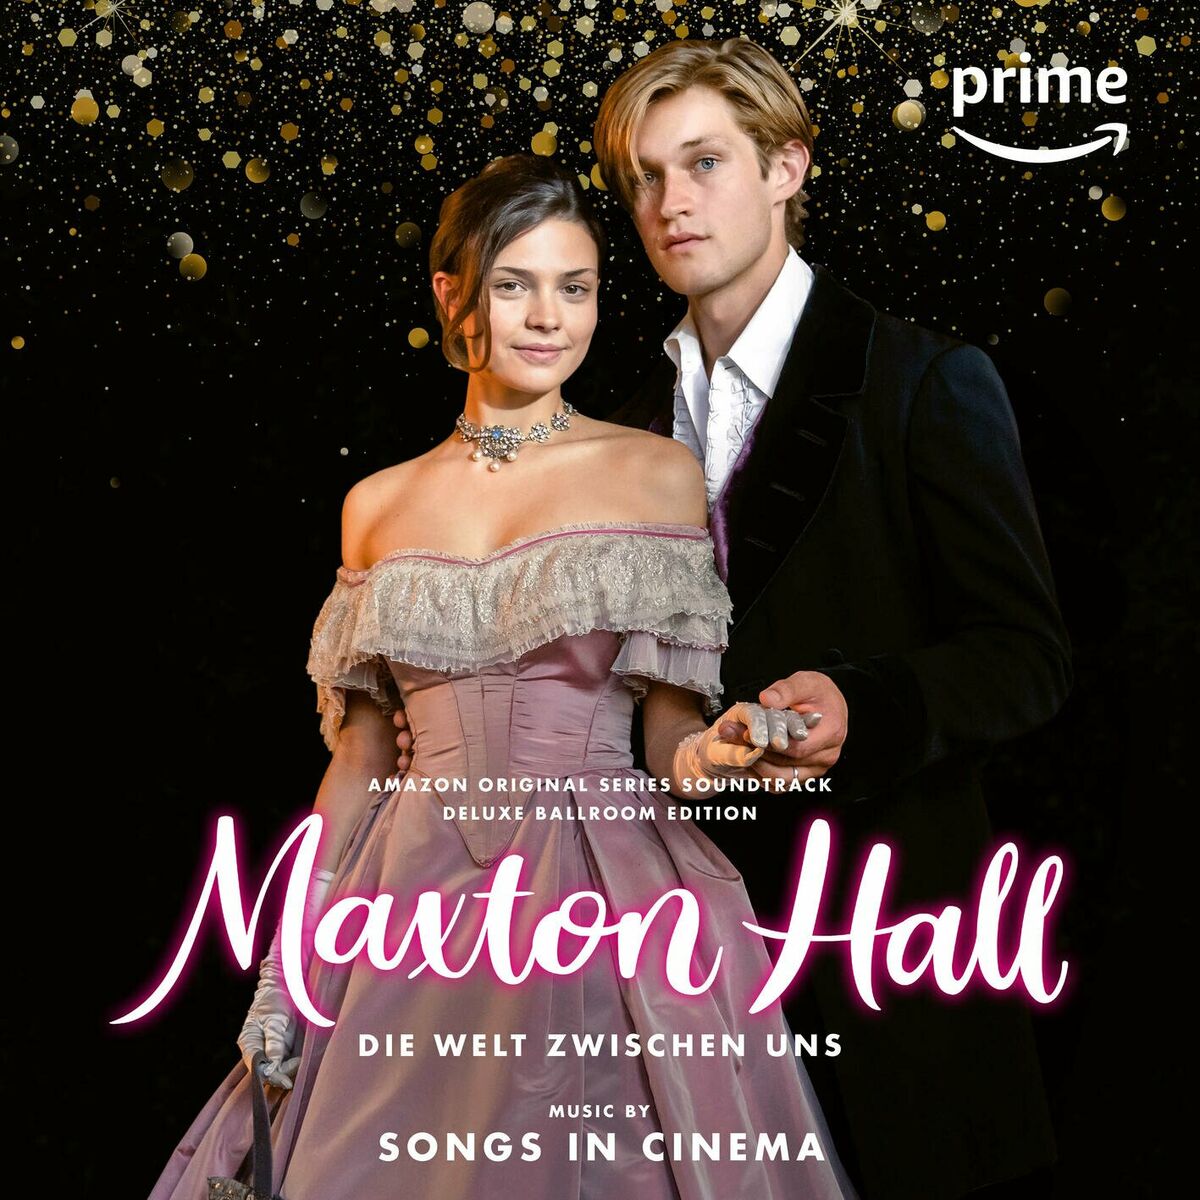 prime
AMAZON ORIGINAL SERIES SOUNDTRACK
DELUXE BALLROOM EDITION
Maxton Hall
DIE WELT ZWISCHEN UNS
MUSIC BY
SONGS IN CINEMA